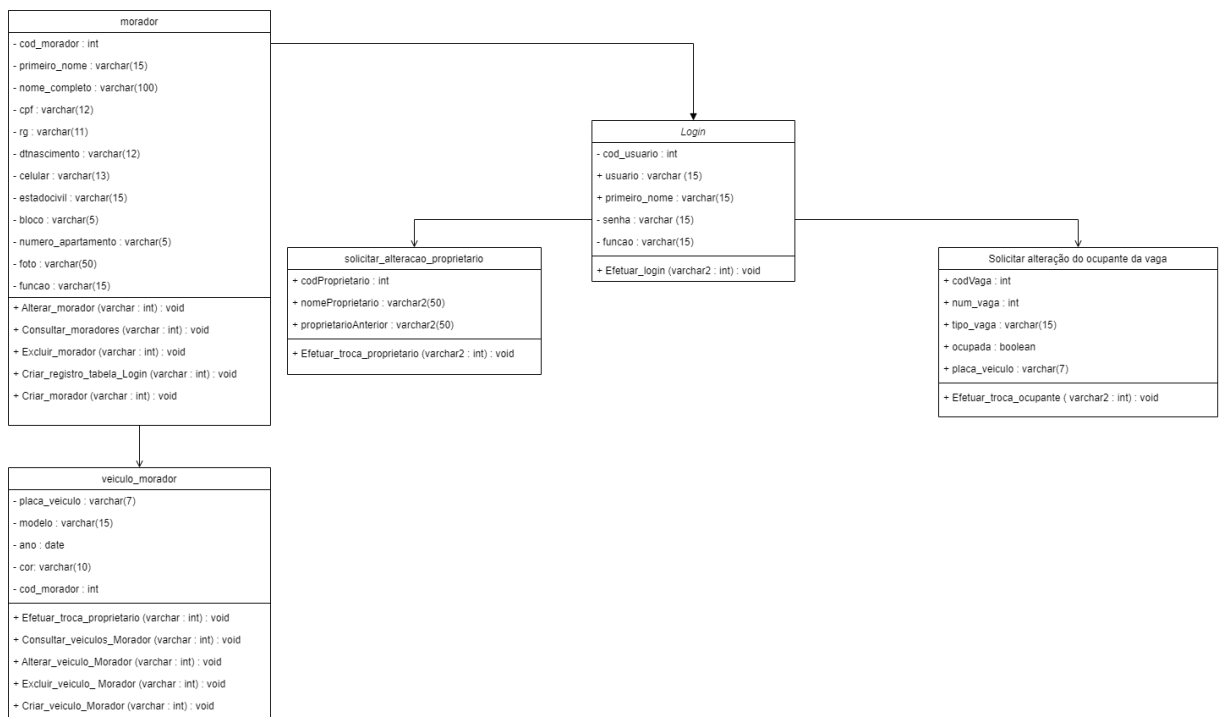 morador
- cod_morador : int
- primeiro_nome : varchar(15)
- nome_completo : varchar(100)
- cpf : varchar(12)
- rg : varchar(11)
- dtnascimento : varchar(12)
- celular : varchar(13)
- estadocivil : varchar(15)
- bloco : varchar(5)
- numero_apartamento : varchar(5)
- foto : varchar(50)
- funcao : varchar(15)
+ Alterar_morador (varchar : int) : void
+ Consultar_moradores (varchar : int) : void
+ Excluir_morador (varchar : int) : void
+ Criar_registro_tabela_Login (varchar : int) : void
+ Criar_morador (varchar : int) : void
Login
- cod_usuario : int
+ usuario : varchar (15)
+ primeiro_nome : varchar(15)
- senha : varchar (15)
- funcao : varchar(15)
+ Efetuar_login (varchar2 : int) : void
solicitar_alteracao_proprietario
+ codProprietario : int
+ nomeProprietario : varchar2(50)
+ proprietarioAnterior : varchar2(50)
+ Efetuar_troca_proprietario (varchar2 : int) : void
Solicitar alteração do ocupante da vaga
+ codVaga : int
+ num_vaga : int
+ tipo_vaga : varchar(15)
+ ocupada : boolean
+ placa_veiculo : varchar(7)
+ Efetuar_troca_ocupante ( varchar2 : int) : void
veiculo_morador
- placa_veiculo : varchar(7)
- modelo : varchar(15)
- ano : date
- cor: varchar(10)
- cod_morador : int
+ Efetuar_troca_proprietario (varchar : int) : void
+ Consultar_veiculos_Morador (varchar : int) : void
+ Alterar_veiculo_Morador (varchar : int) : void
+ Excluir_veiculo_ Morador (varchar : int) : void
+ Criar_veiculo_Morador (varchar : int) : void